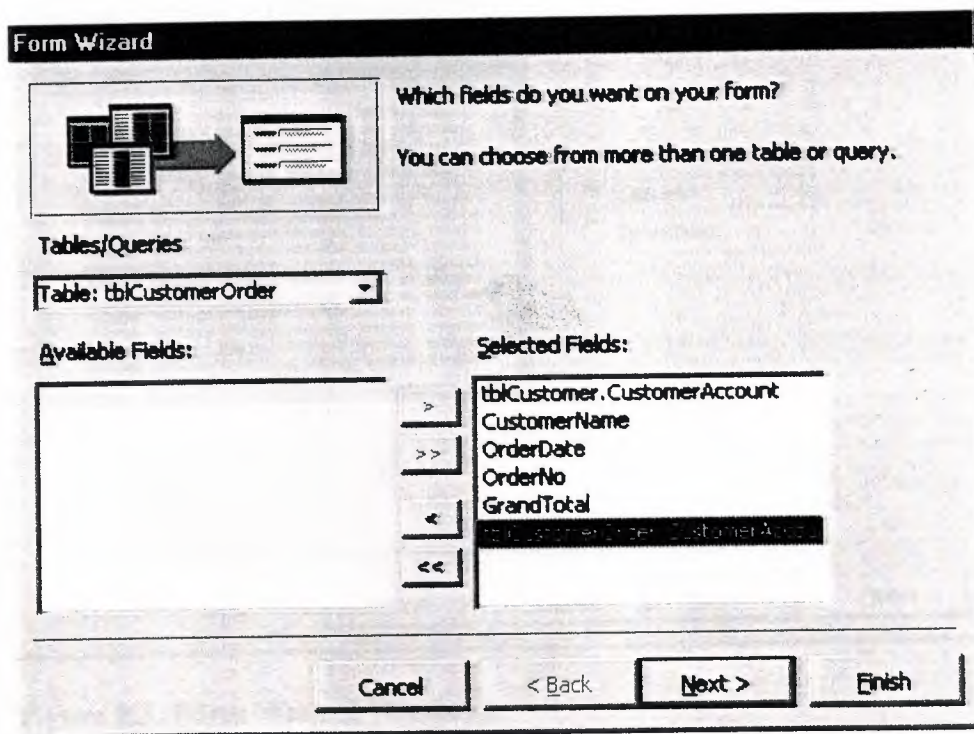 Form Wizard
Which fields do you want on your form?
You can choose from more than one table or query.
Tables/Queries
Table: tblCustomerOrder
Available Fields:
Selected Fields:
tblCustomer.CustomerAccount
CustomerName
OrderDate
OrderNo
GrandTotal
>
>>
<
<<
Cancel
< Back
Next >
Finish